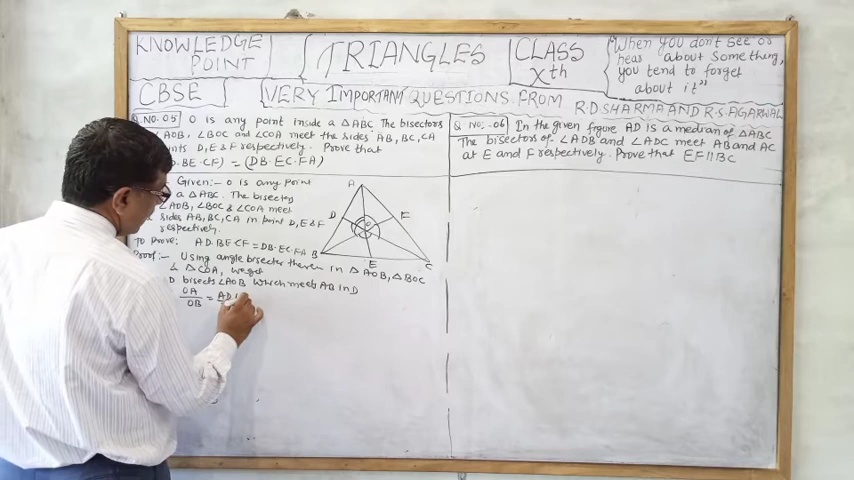 KNOWLEDGE POINT
TRIANGLES
CLASS Xth
"When you don't see or
hear about something,
you tend to forget
about it"
CBSE
VERY IMPORTANT QUESTIONS FROM R.D.SHARMA AND R.S.AGARWAL
Q.NO:-05 O is any point inside a △ABC. The bisectors
∠AOB, ∠BOC and ∠COA meet the sides AB, BC, CA
D, E & F respectively. Prove that
BE. CF) = (DB. EC. FA)
Given:- O is any point
a △ABC. The bisectors
∠AOB, ∠BOC & ∠COA meet
sides AB, BC, CA in point D, E & F
respectively.
To Prove: AD. BE. CF = DB. EC. FA
Proof:- Using angle bisector in △AOB, △BOC
& △COA, we get
D bisects ∠AOB which meets AB in D
OA/OB = AD
A
D
F
O
B
E
C
Q NO:-06 In the given figure AD is a median of △ABC
The bisectors of ∠ADB and ∠ADC meet AB and AC
at E and F respectively. Prove that EF||BC